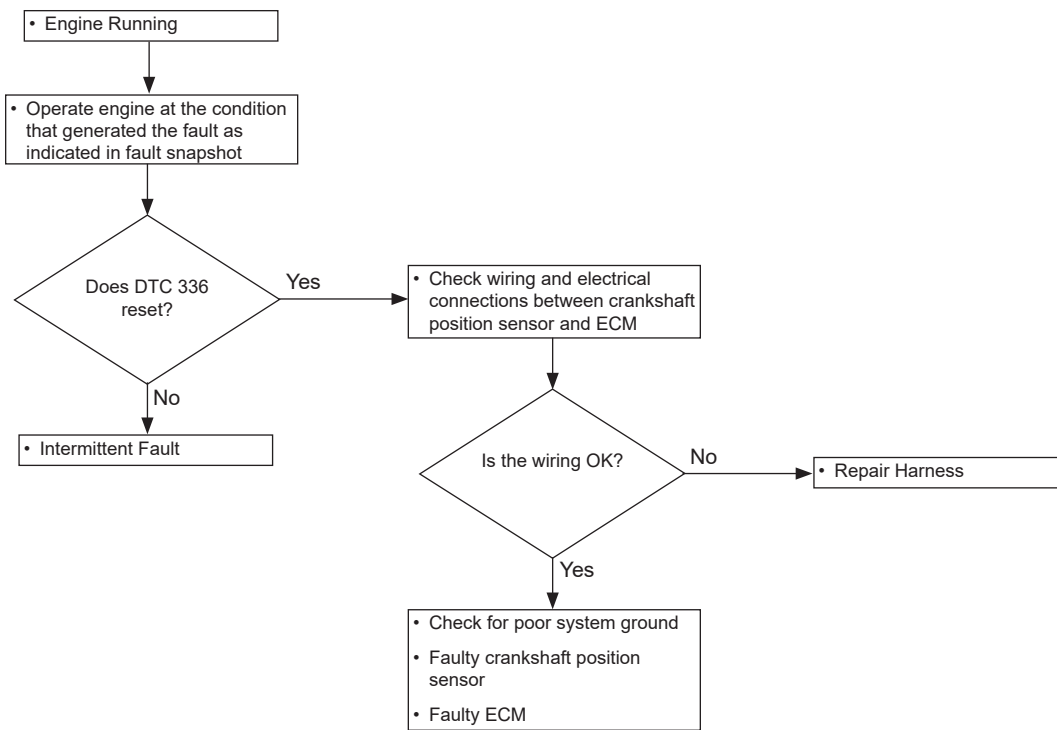 • Engine Running
• Operate engine at the condition
that generated the fault as
indicated in fault snapshot
Does DTC 336
reset?
Yes
No
• Intermittent Fault
• Check wiring and electrical
connections between crankshaft
position sensor and ECM
Is the wiring OK?
No
• Repair Harness
Yes
• Check for poor system ground
• Faulty crankshaft position
sensor
• Faulty ECM